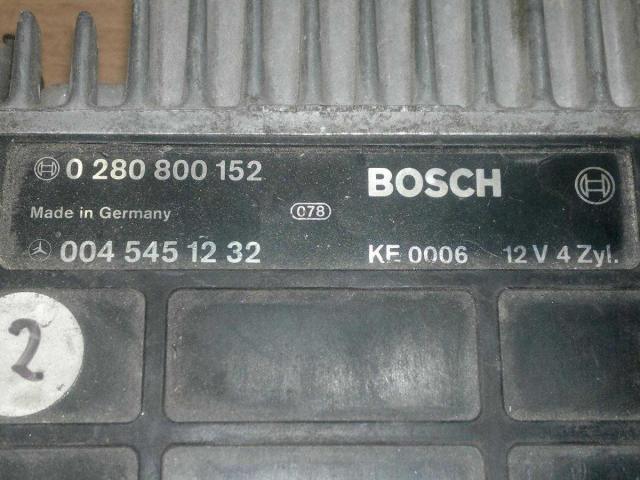 0 280 800 152 BOSCH
Made in Germany 078
004 545 12 32 KE 0006 12 V 4 Zyl.
2